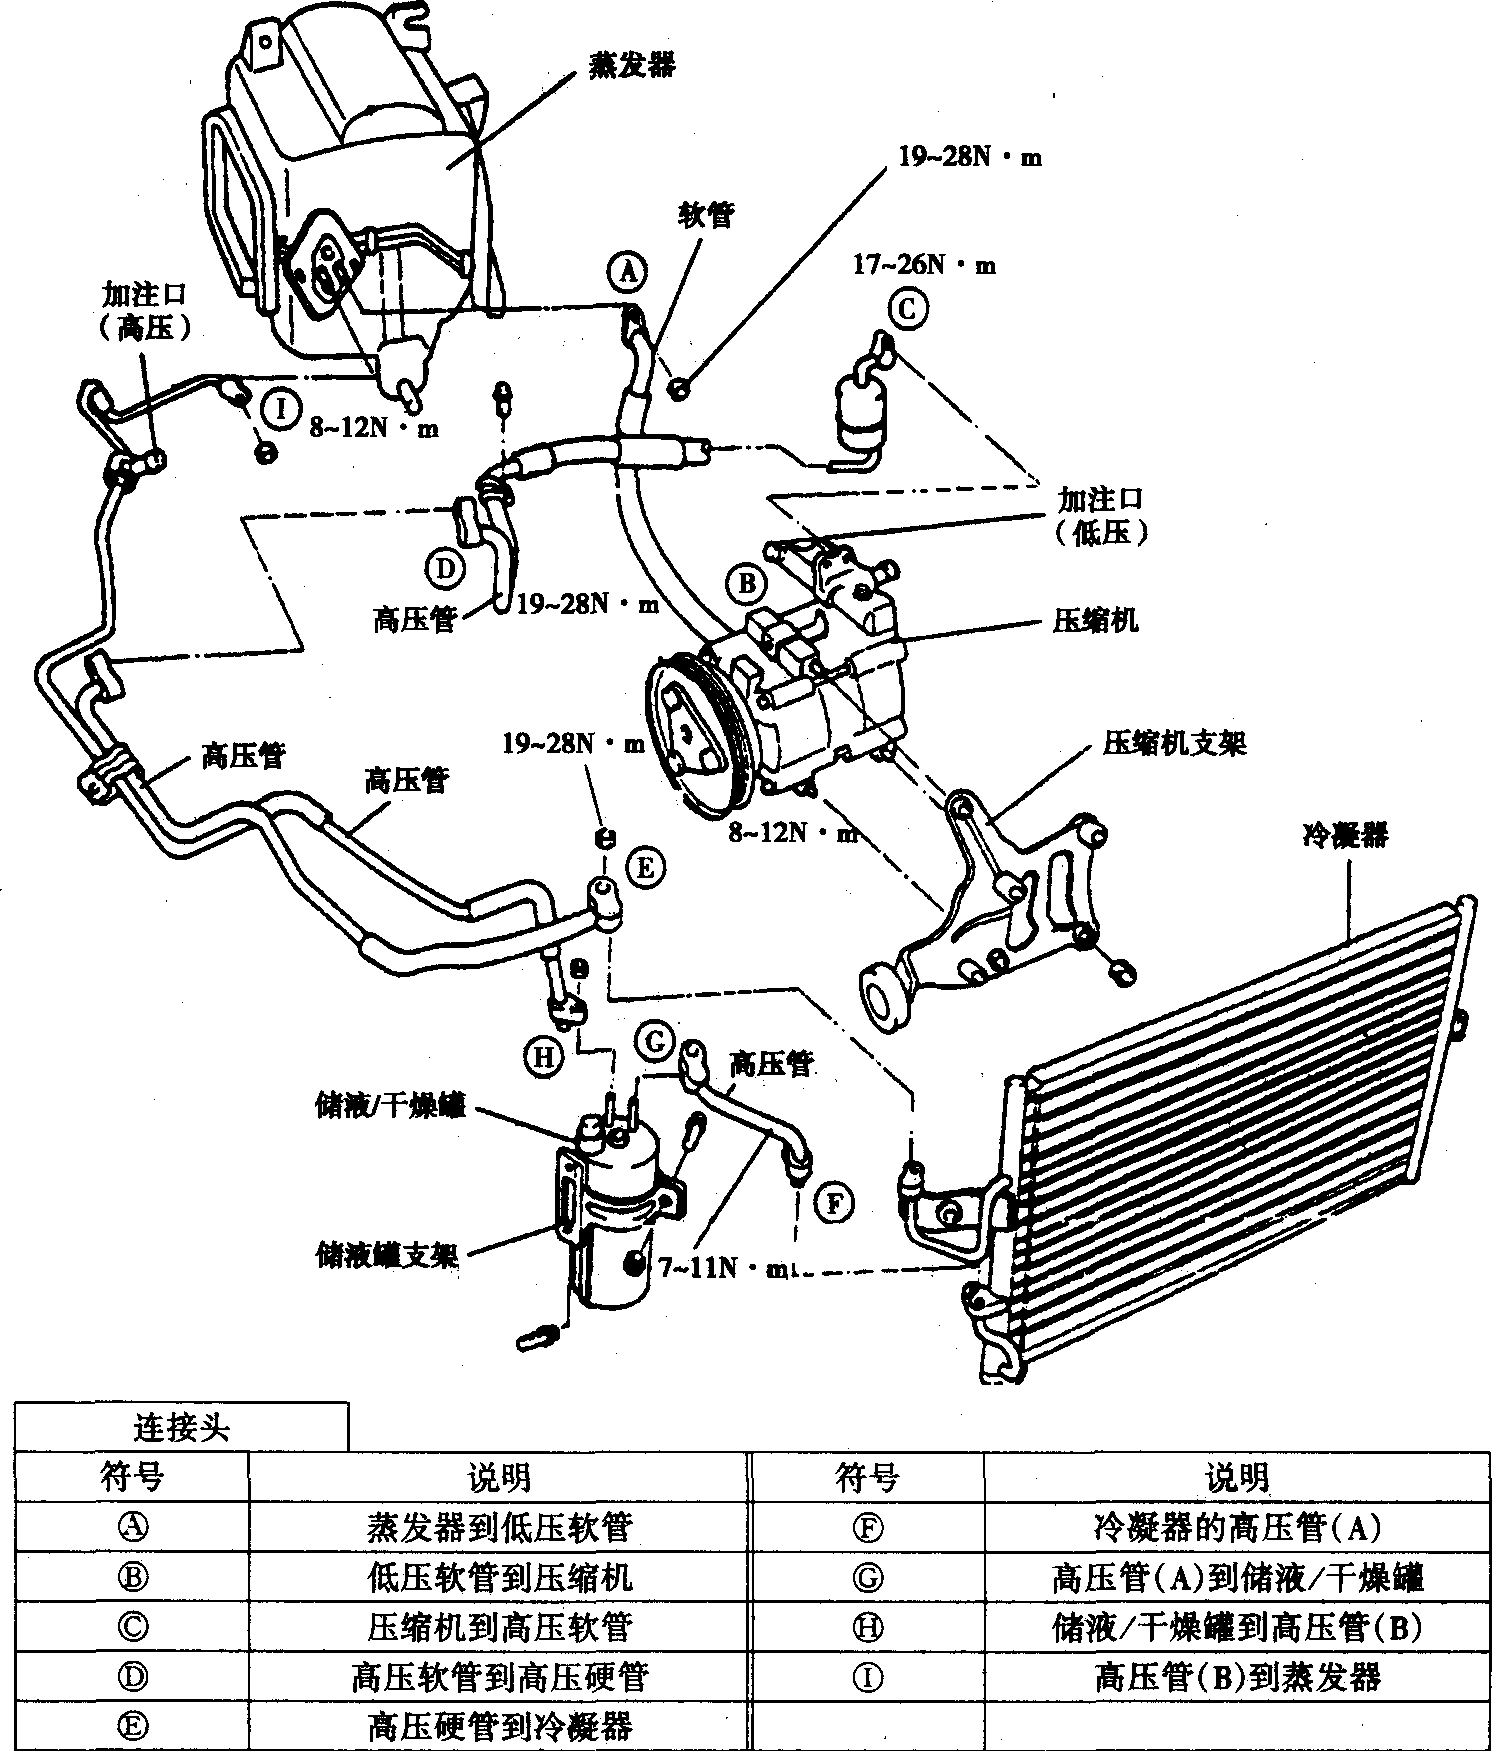 蒸发器
19~28N·m
软管
Ⓐ
17~26N·m
Ⓒ
加注口
(高压)
Ⓘ
8~12N·m
加注口
(低压)
Ⓓ
Ⓑ
高压管
19~28N·m
压缩机
19~28N·m
高压管
高压管
压缩机支架
8~12N·m
冷凝器
Ⓔ
Ⓖ
Ⓗ
高压管
储液/干燥罐
Ⓕ
储液罐支架
7~11N·m
连接头
符号 说明 符号 说明
Ⓐ 蒸发器到低压软管 Ⓕ 冷凝器的高压管(A)
Ⓑ 低压软管到压缩机 Ⓖ 高压管(A)到储液/干燥罐
Ⓒ 压缩机到高压软管 Ⓗ 储液/干燥罐到高压管(B)
Ⓓ 高压软管到高压硬管 Ⓘ 高压管(B)到蒸发器
Ⓔ 高压硬管到冷凝器